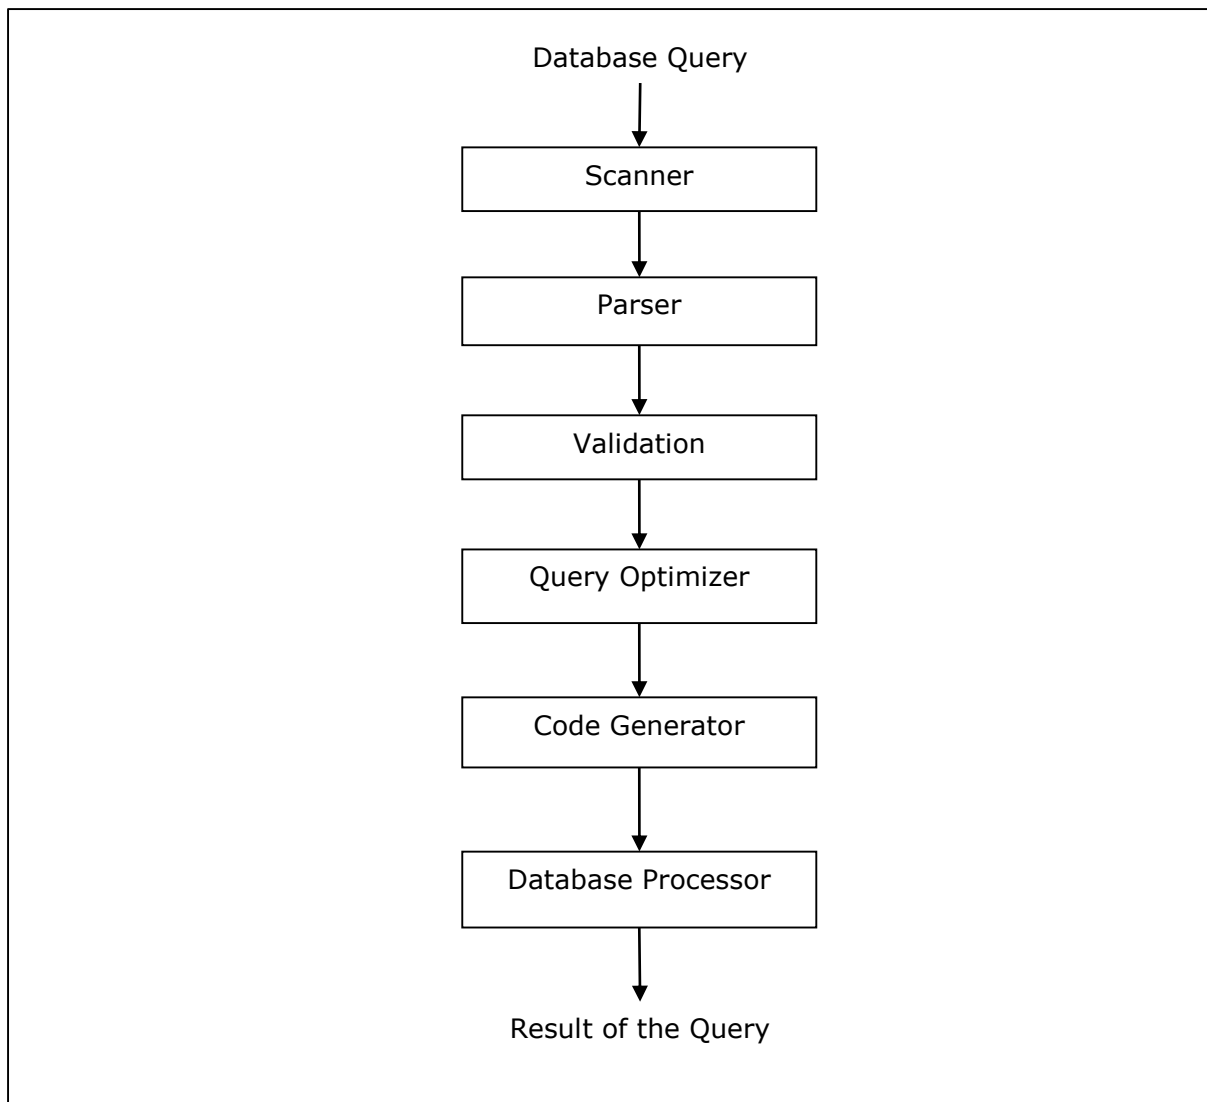 Database Query
Scanner
Parser
Validation
Query Optimizer
Code Generator
Database Processor
Result of the Query